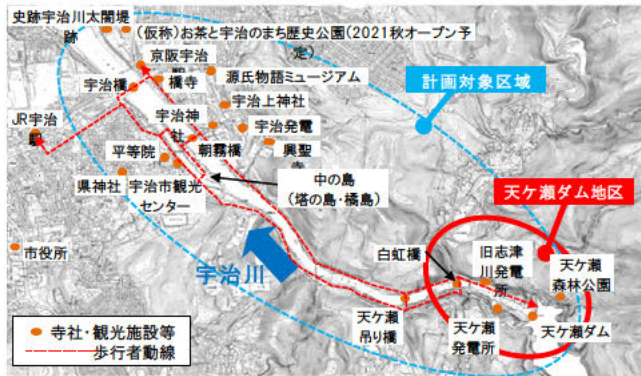 史跡宇治川太閤堤
跡
(仮称)お茶と宇治のまち歴史公園(2021秋オープン予
定)
京阪宇治
駅
源氏物語ミュージアム
宇治橋
橋寺
計画対象区域
宇治上神社
JR宇治
駅
宇治神
社
宇治発電
朝霧橋
興聖
寺
平等院
県神社
宇治市観光
センター
中の島
(塔の島・橘島)
天ケ瀬ダム地区
市役所
宇治川
白虹橋
旧志津
川発電
所
天ケ瀬
森林公園
天ケ瀬
吊り橋
天ケ瀬
発電所
天ケ瀬ダム
寺社・観光施設等
歩行者動線